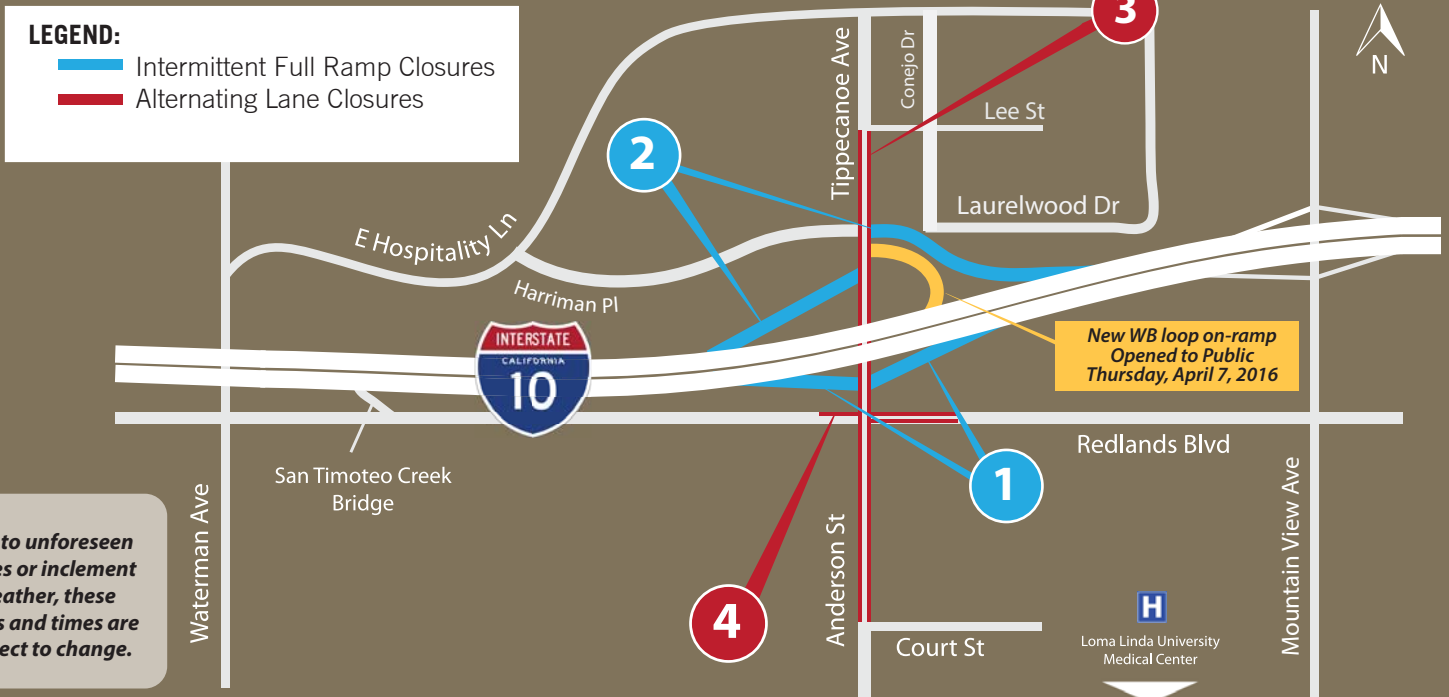 LEGEND:
Intermittent Full Ramp Closures
Alternating Lane Closures
3
N
Tippecanoe Ave
Conejo Dr
Lee St
2
Laurelwood Dr
E Hospitality Ln
Harriman Pl
INTERSTATE
CALIFORNIA
10
New WB loop on-ramp
Opened to Public
Thursday, April 7, 2016
Redlands Blvd
San Timoteo Creek
Bridge
1
Waterman Ave
to unforeseen
es or inclement
eather, these
s and times are
ect to change.
4
Anderson St
Court St
H
Loma Linda University
Medical Center
Mountain View Ave